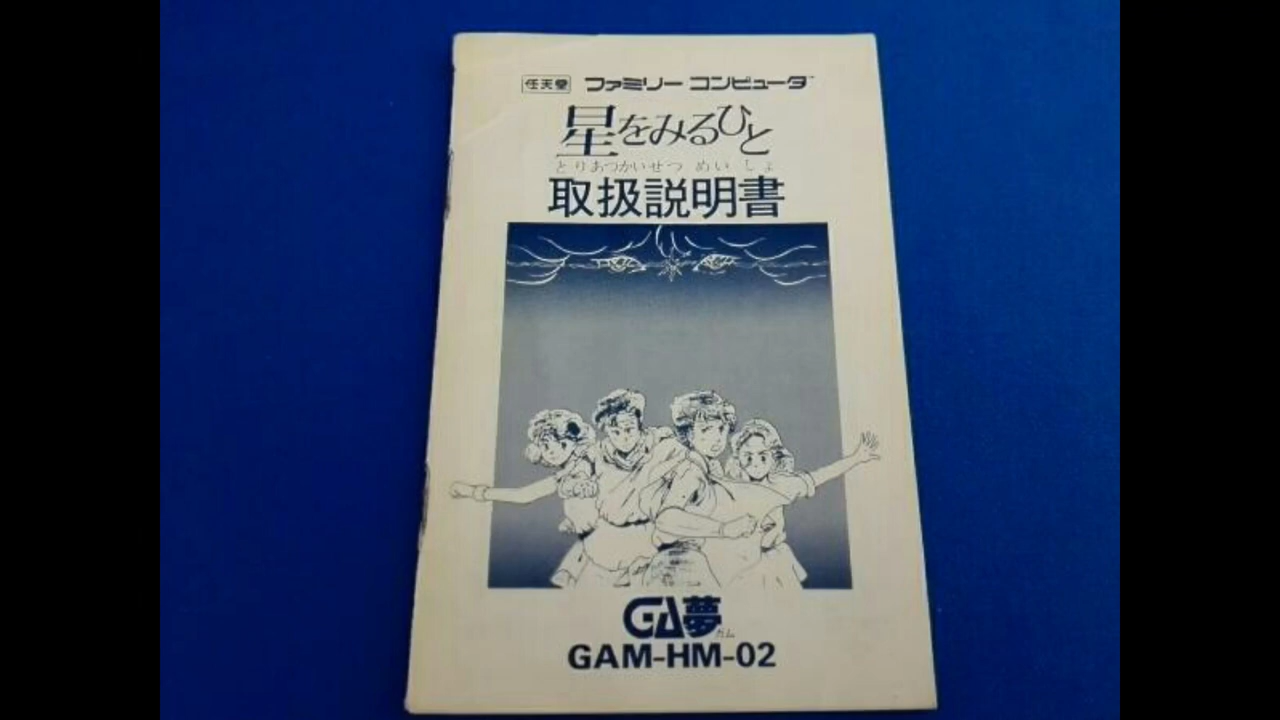 任天堂 ファミリー コンピュータ™
星をみるひと
とりあつかいせつ めい しょ
取扱説明書
GA夢
ガム
GAM-HM-02